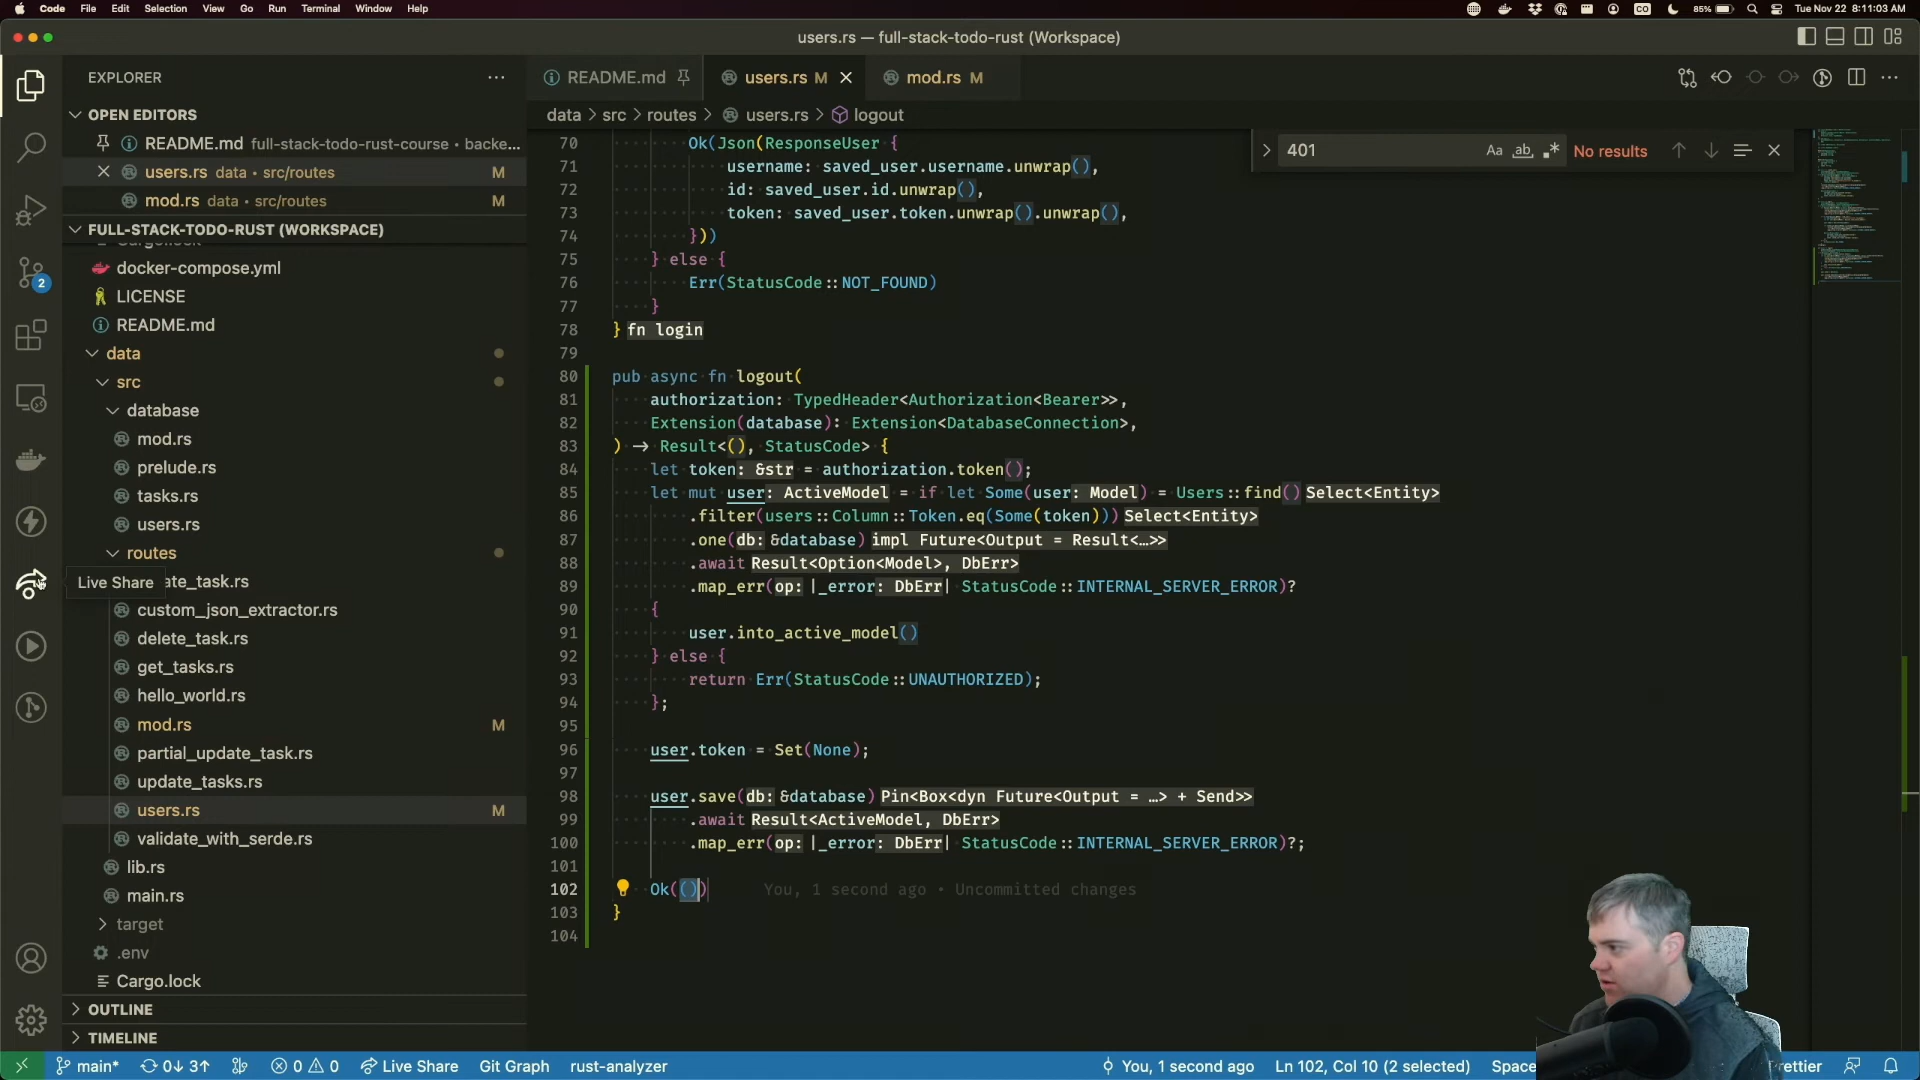 Code File Edit Selection View Go Run Terminal Window Help
CO 85% Tue Nov 22 8:11:03 AM
users.rs — full-stack-todo-rust (Workspace)
EXPLORER
OPEN EDITORS
README.md full-stack-todo-rust-course • backe...
users.rs data • src/routes M
mod.rs data • src/routes M
FULL-STACK-TODO-RUST (WORKSPACE)
docker-compose.yml
LICENSE
README.md
data
src
database
mod.rs
prelude.rs
tasks.rs
users.rs
routes
ate_task.rs
Live Share
custom_json_extractor.rs
delete_task.rs
get_tasks.rs
hello_world.rs
mod.rs M
partial_update_task.rs
update_tasks.rs
users.rs M
validate_with_serde.rs
lib.rs
main.rs
target
.env
Cargo.lock
OUTLINE
TIMELINE
2
README.md users.rs M mod.rs M
data > src > routes > users.rs > logout
401 Aa ab No results
70 Ok(Json(ResponseUser {
71 username: saved_user.username.unwrap(),
72 id: saved_user.id.unwrap(),
73 token: saved_user.token.unwrap().unwrap(),
74 }))
75 } else {
76 Err(StatusCode::NOT_FOUND)
77 }
78 } fn login
79
80 pub async fn logout(
81 authorization: TypedHeader<Authorization<Bearer>>,
82 Extension(database): Extension<DatabaseConnection>,
83 ) -> Result<(), StatusCode> {
84 let token: &str = authorization.token();
85 let mut user: ActiveModel = if let Some(user: Model) = Users::find() Select<Entity>
86 .filter(users::Column::Token.eq(Some(token))) Select<Entity>
87 .one(db: &database) impl Future<Output = Result<…>>
88 .await Result<Option<Model>, DbErr>
89 .map_err(op: |_error: DbErr| StatusCode::INTERNAL_SERVER_ERROR)?
90 {
91 user.into_active_model()
92 } else {
93 return Err(StatusCode::UNAUTHORIZED);
94 };
95
96 user.token = Set(None);
97
98 user.save(db: &database) Pin<Box<dyn Future<Output = …> + Send>>
99 .await Result<ActiveModel, DbErr>
100 .map_err(op: |_error: DbErr| StatusCode::INTERNAL_SERVER_ERROR)?;
101
102 Ok(()) You, 1 second ago • Uncommitted changes
103 }
104
main* 0↓ 3↑ 0 0 Live Share Git Graph rust-analyzer You, 1 second ago Ln 102, Col 10 (2 selected) Space rettier